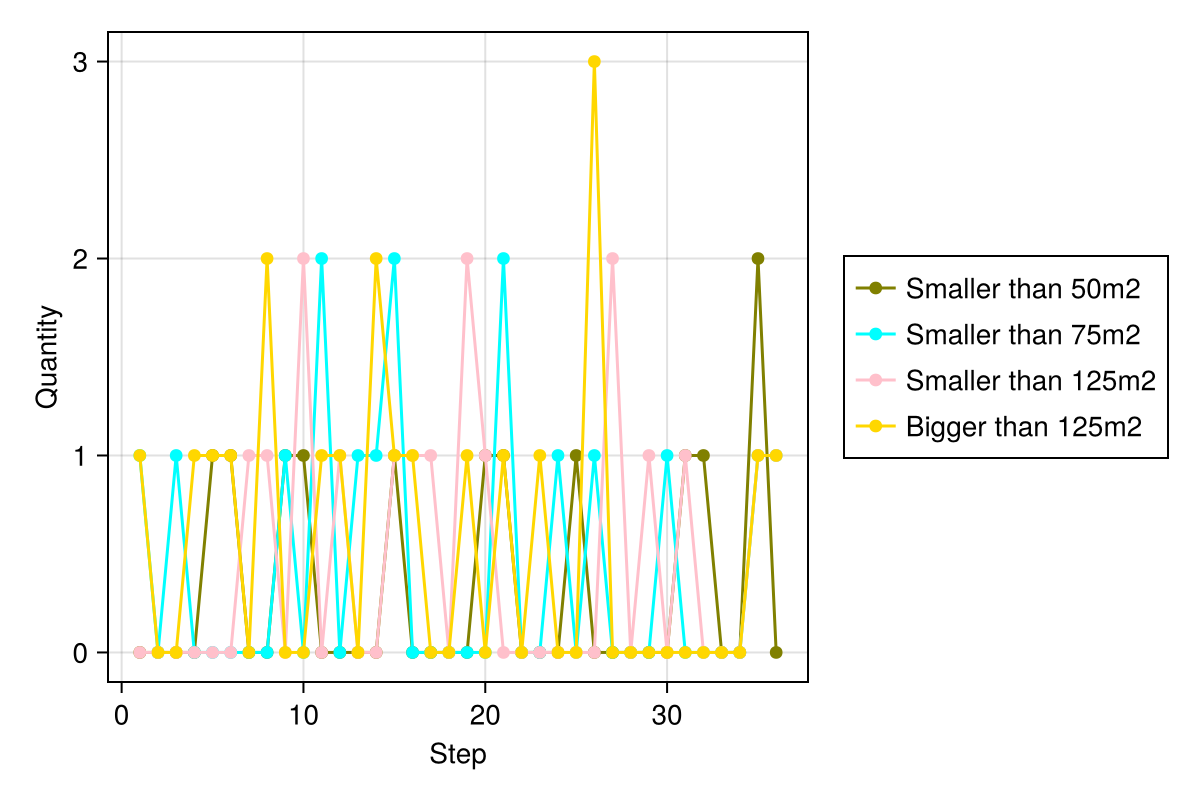 3
2
1
0
Quantity
0 10 20 30
Step
Smaller than 50m2
Smaller than 75m2
Smaller than 125m2
Bigger than 125m2